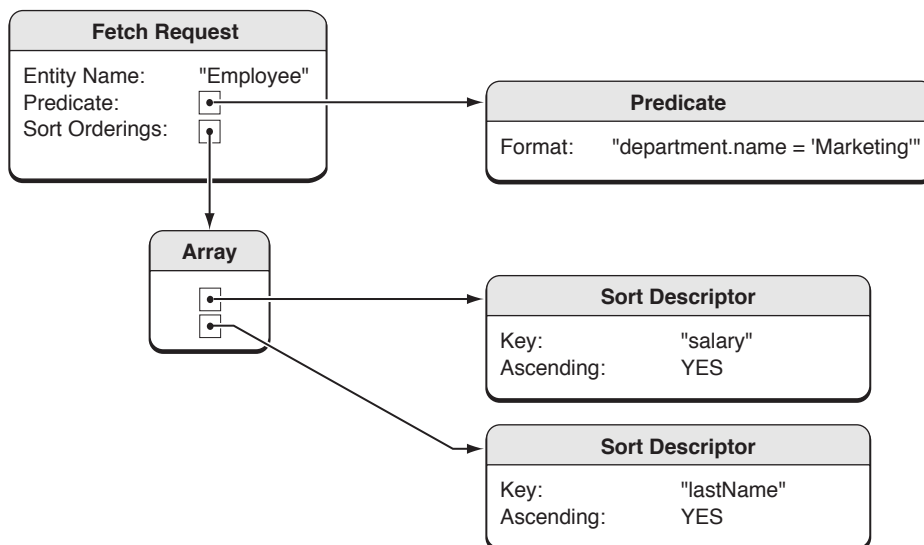 Fetch Request
Entity Name: "Employee"
Predicate:
Sort Orderings:
Predicate
Format: "department.name = 'Marketing'"
Array
Sort Descriptor
Key: "salary"
Ascending: YES
Sort Descriptor
Key: "lastName"
Ascending: YES